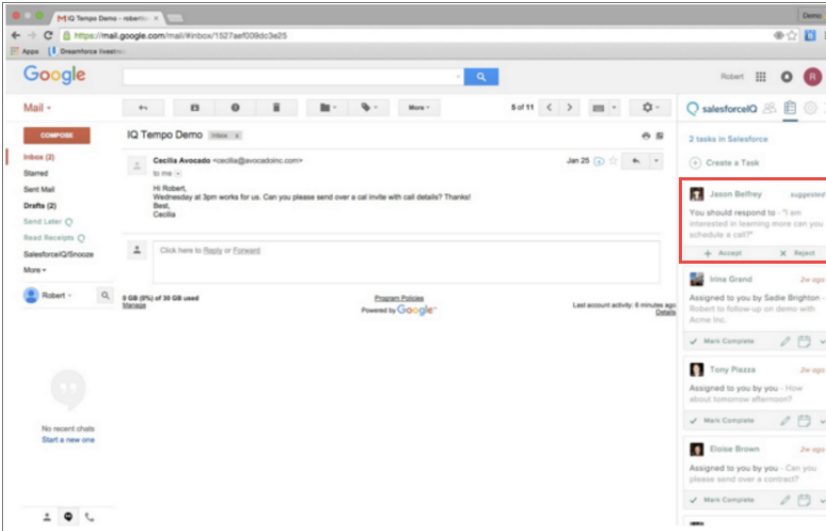 IQ Tempo Demo - robertb
Demo
https://mail.google.com/mail/#inbox/1527aef009dc3e25
Apps Dreamforce livestre
Google
Robert
R
Mail
More
5 of 11
salesforceIQ
COMPOSE
IQ Tempo Demo Inbox x
2 tasks in Salesforce
Inbox (2)
Cecilia Avocado <cecilia@avocadoinc.com>
Jan 25
to me
Create a Task
Starred
Sent Mail
Drafts (2)
Send Later
Read Receipts
SalesforceIQ/Snooze
More
Hi Robert,
Wednesday at 3pm works for us. Can you please send over a cal invite with call details? Thanks!
Best,
Cecilia
Click here to Reply or Forward
Robert
0 GB (0%) of 30 GB used
Manage
Program Policies
Powered by Google
Last account activity: 6 minutes ago
Details
No recent chats
Start a new one
Jason Belfrey suggested
You should respond to - "I am
interested in learning more can you
schedule a call?"
Accept Reject
Irina Grand 2w ago
Assigned to you by Sadie Brighton -
Robert to follow-up on demo with
Acme Inc.
Mark Complete
Tony Piazza 2w ago
Assigned to you by you - How
about tomorrow afternoon?
Mark Complete
Eloise Brown 2w ago
Assigned to you by you - Can you
please send over a contract?
Mark Complete